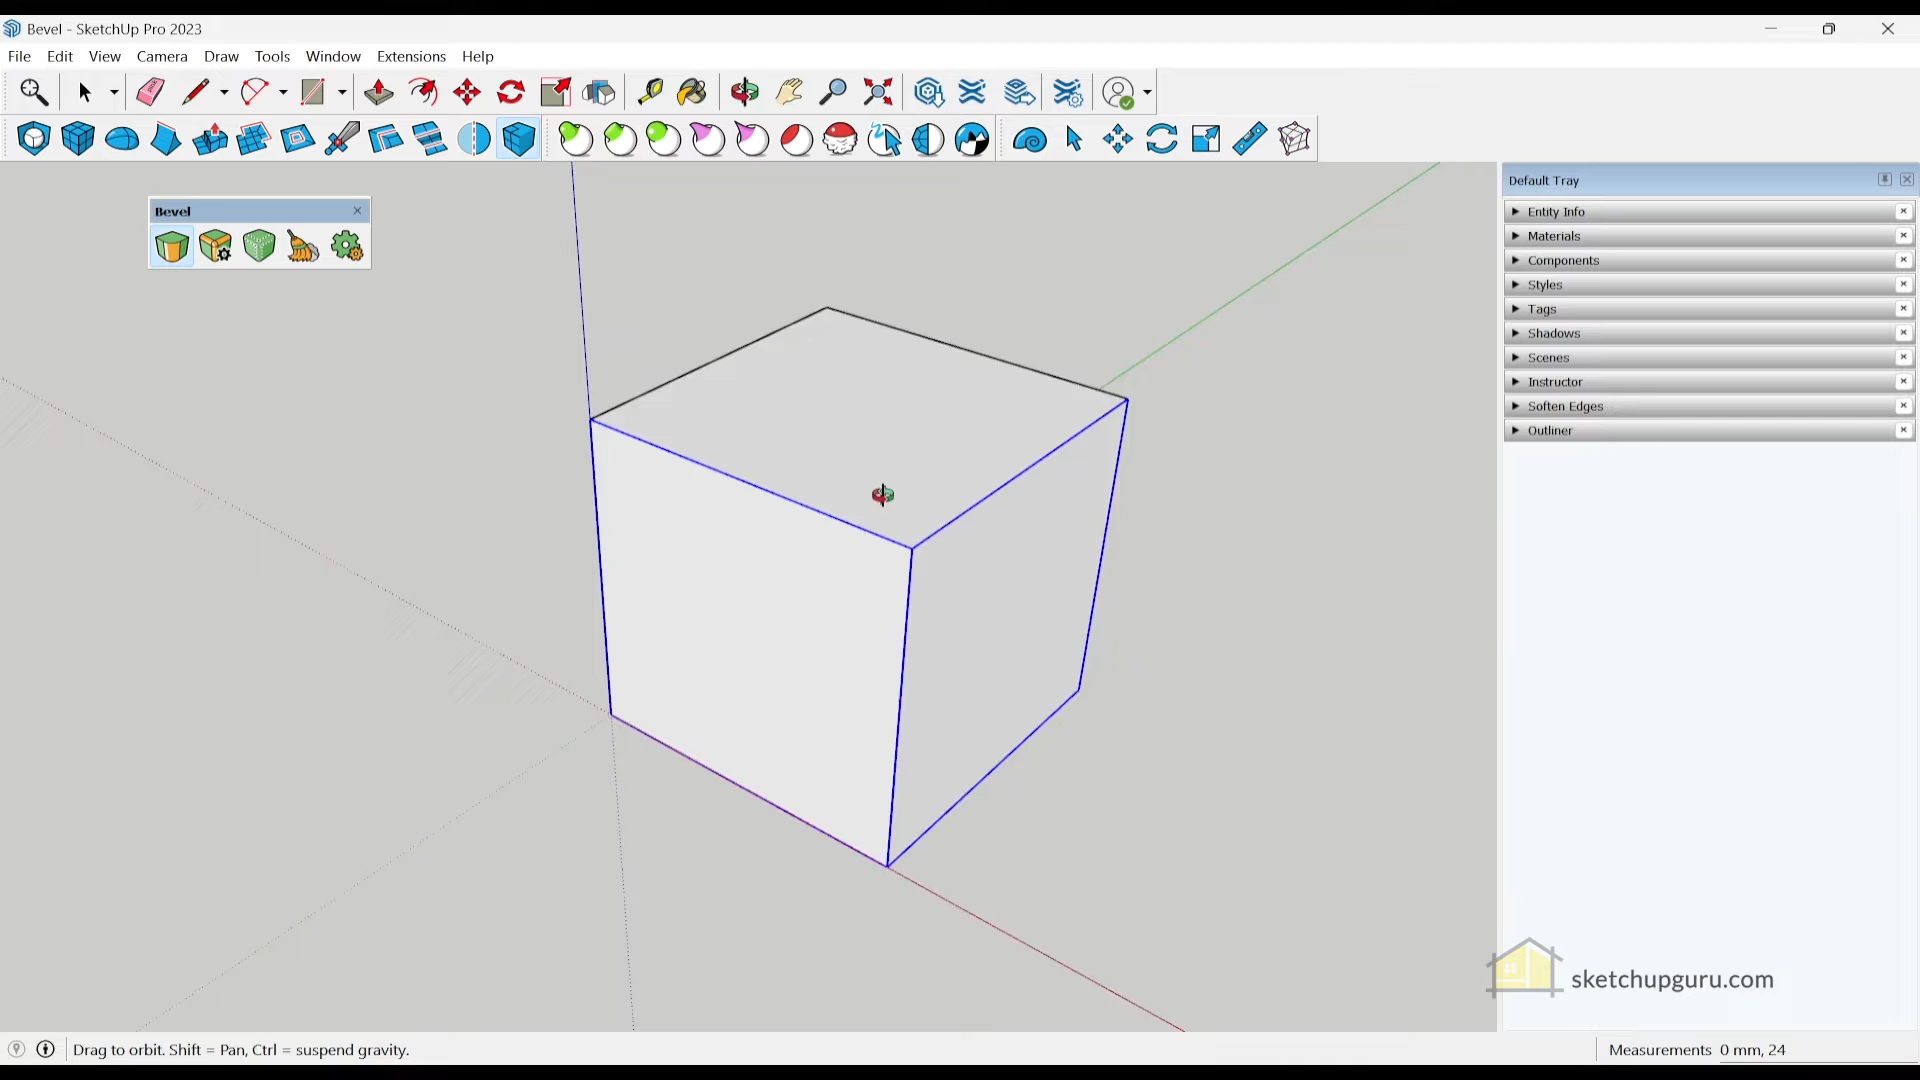 Bevel - SketchUp Pro 2023
File Edit View Camera Draw Tools Window Extensions Help
Bevel
Default Tray
Entity Info
Materials
Components
Styles
Tags
Shadows
Scenes
Instructor
Soften Edges
Outliner
sketchupguru.com
Drag to orbit. Shift = Pan, Ctrl = suspend gravity.
Measurements 0 mm, 24